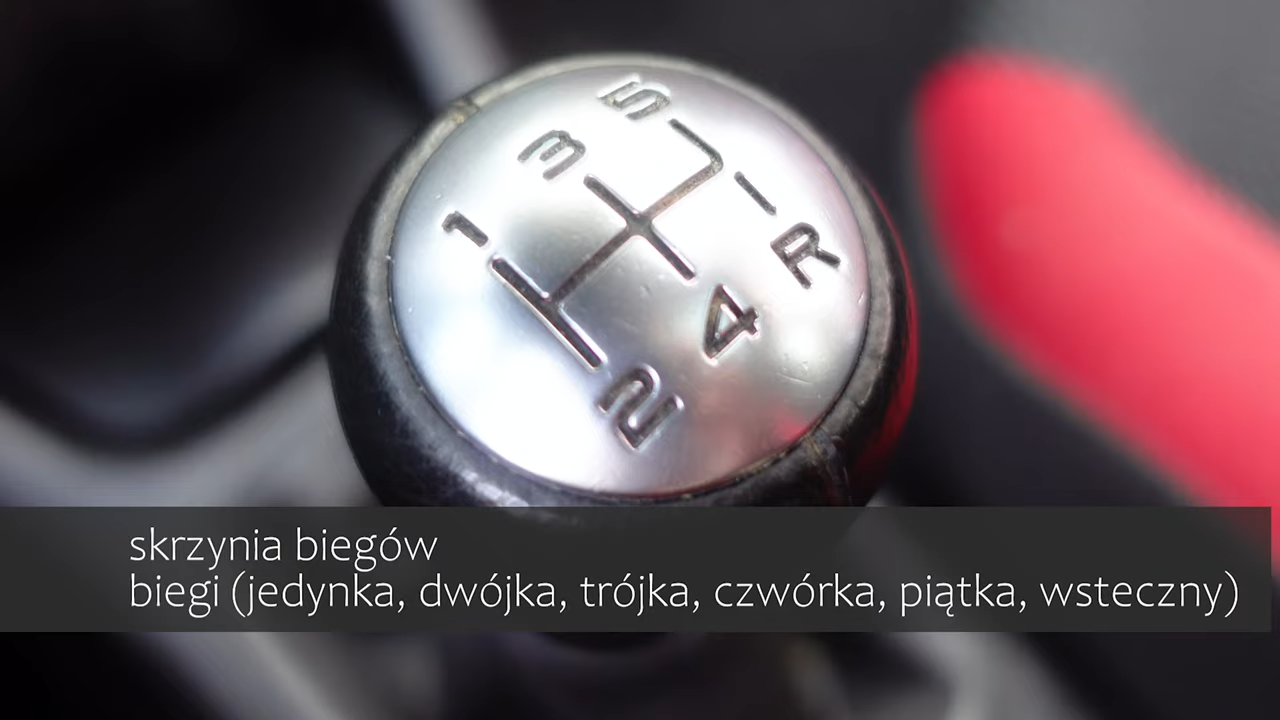 1 3 5
2 4 R
skrzynia biegów
biegi (jedynka, dwójka, trójka, czwórka, piątka, wsteczny)